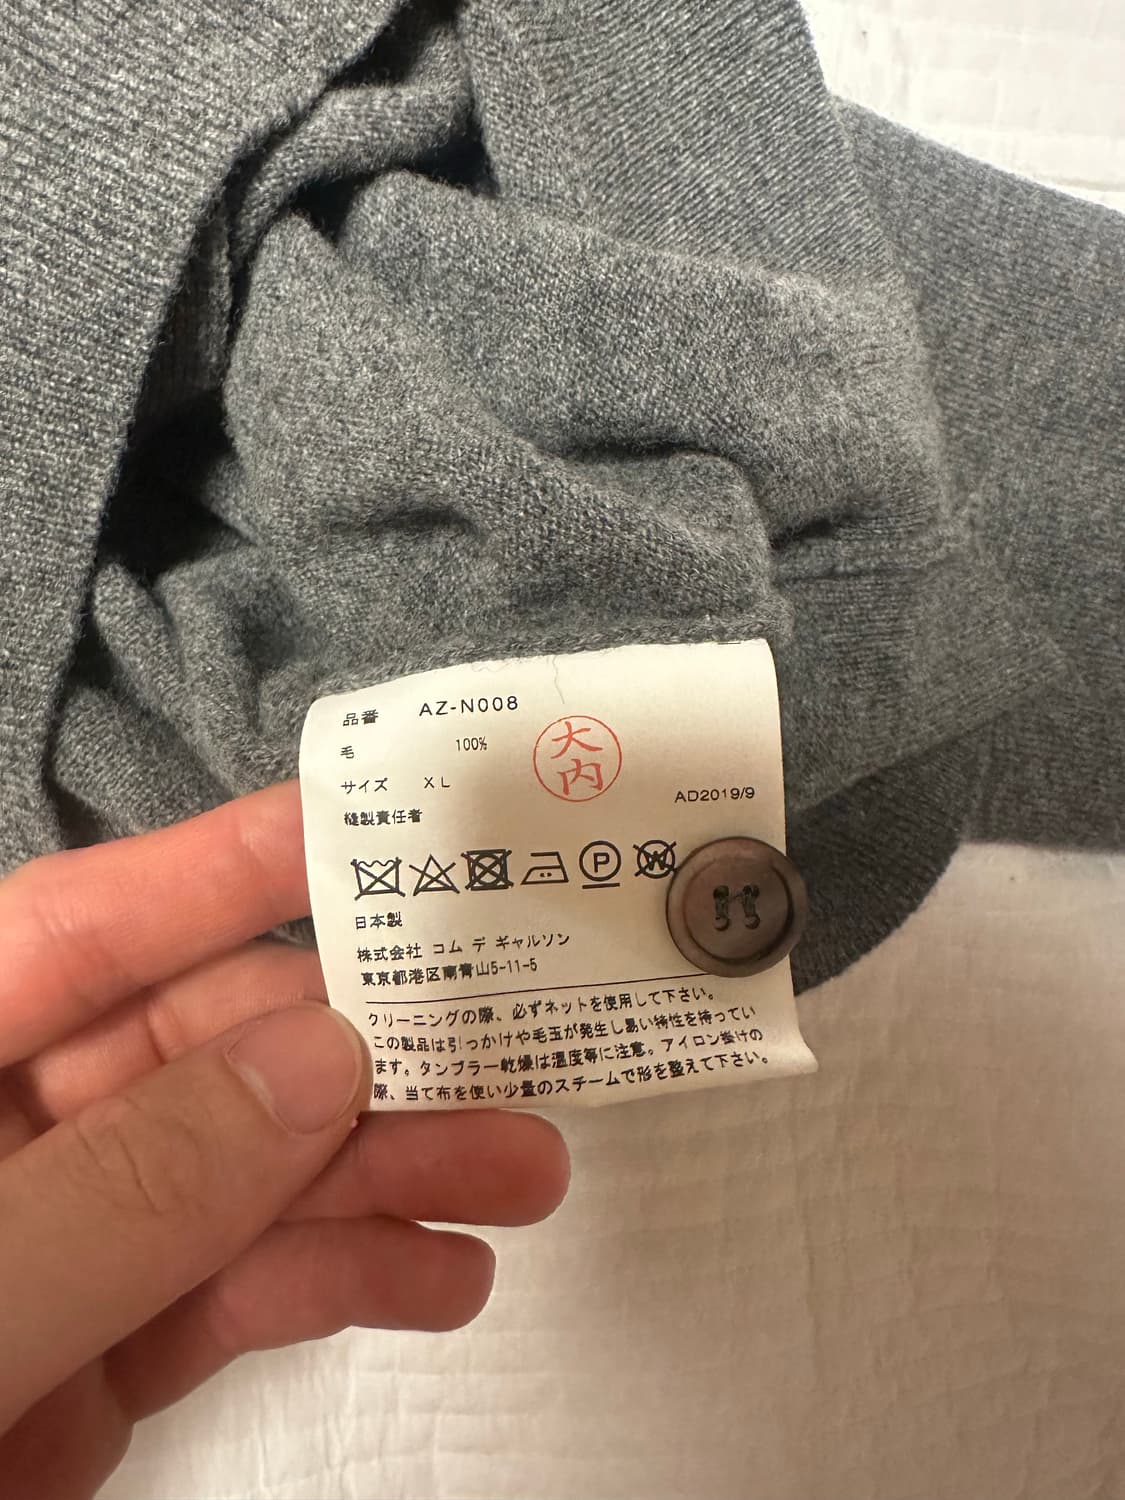 品番 AZ-N008
毛 100%
サイズ XL
縫製責任者
大内
AD2019/9
P
W
日本製
株式会社 コム デ ギャルソン
東京都港区南青山5-11-5
クリーニングの際、必ずネットを使用して下さい。
この製品は引っかけや毛玉が発生し易い特性を持ってい
ます。タンブラー乾燥は温度等に注意。アイロン掛けの
際、当て布を使い少量のスチームで形を整えて下さい。